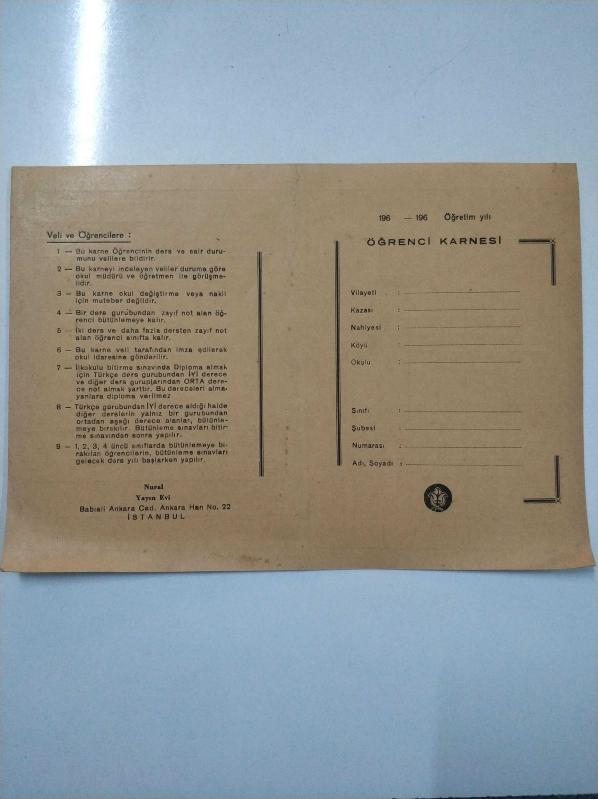 Veli ve Öğrencilere :
1 — Bu karne Öğrencinin ders ve sair duru-
munu velilere bildirir.
2 — Bu karneyi inceleyen veliler duruma göre
okul müdürü ve öğretmen ile görüşme-
lidir.
3 — Bu karne okul değiştirme veya nakil
için muteber değildir.
4 — Bir ders gurubundan zayıf not alan öğ-
renci bütünlemeye kalır.
5 — İki ders ve daha fazla dersten zayıf not
alan öğrenci sınıfta kalır.
6 — Bu karne veli tarafından imza edilerek
okul idaresine gönderilir.
7 — İlkokulu bitirme sınavında Diploma almak
için Türkçe ders gurubundan İYİ derece
ve diğer ders guruplarından ORTA dere-
ce not almak şarttır. Bu dereceleri alma-
yanlara diploma verilmez
8 — Türkçe gurubundan İYİ derece aldığı halde
diğer derslerin yalnız bir gurubundan
ortadan aşağı derece alanlar, bütünle-
meye bırakılır. Bütünleme sınavları bitir-
me sınavından sonra yapılır.
9 — 1, 2, 3, 4 üncü sınıflarda bütünlemeye bı-
rakılan öğrencilerin, bütünleme sınavları
gelecek ders yılı başlarken yapılır.
Nural
Yayın Evi
Babıali Ankara Cad. Ankara Han No. 22
İSTANBUL
196 — 196 Öğretim yılı
ÖĞRENCİ KARNESİ
Vilayeti :
Kazası :
Nahiyesi :
Köyü :
Okulu :
Sınıfı :
Şubesi :
Numarası :
Adı, Soyadı :